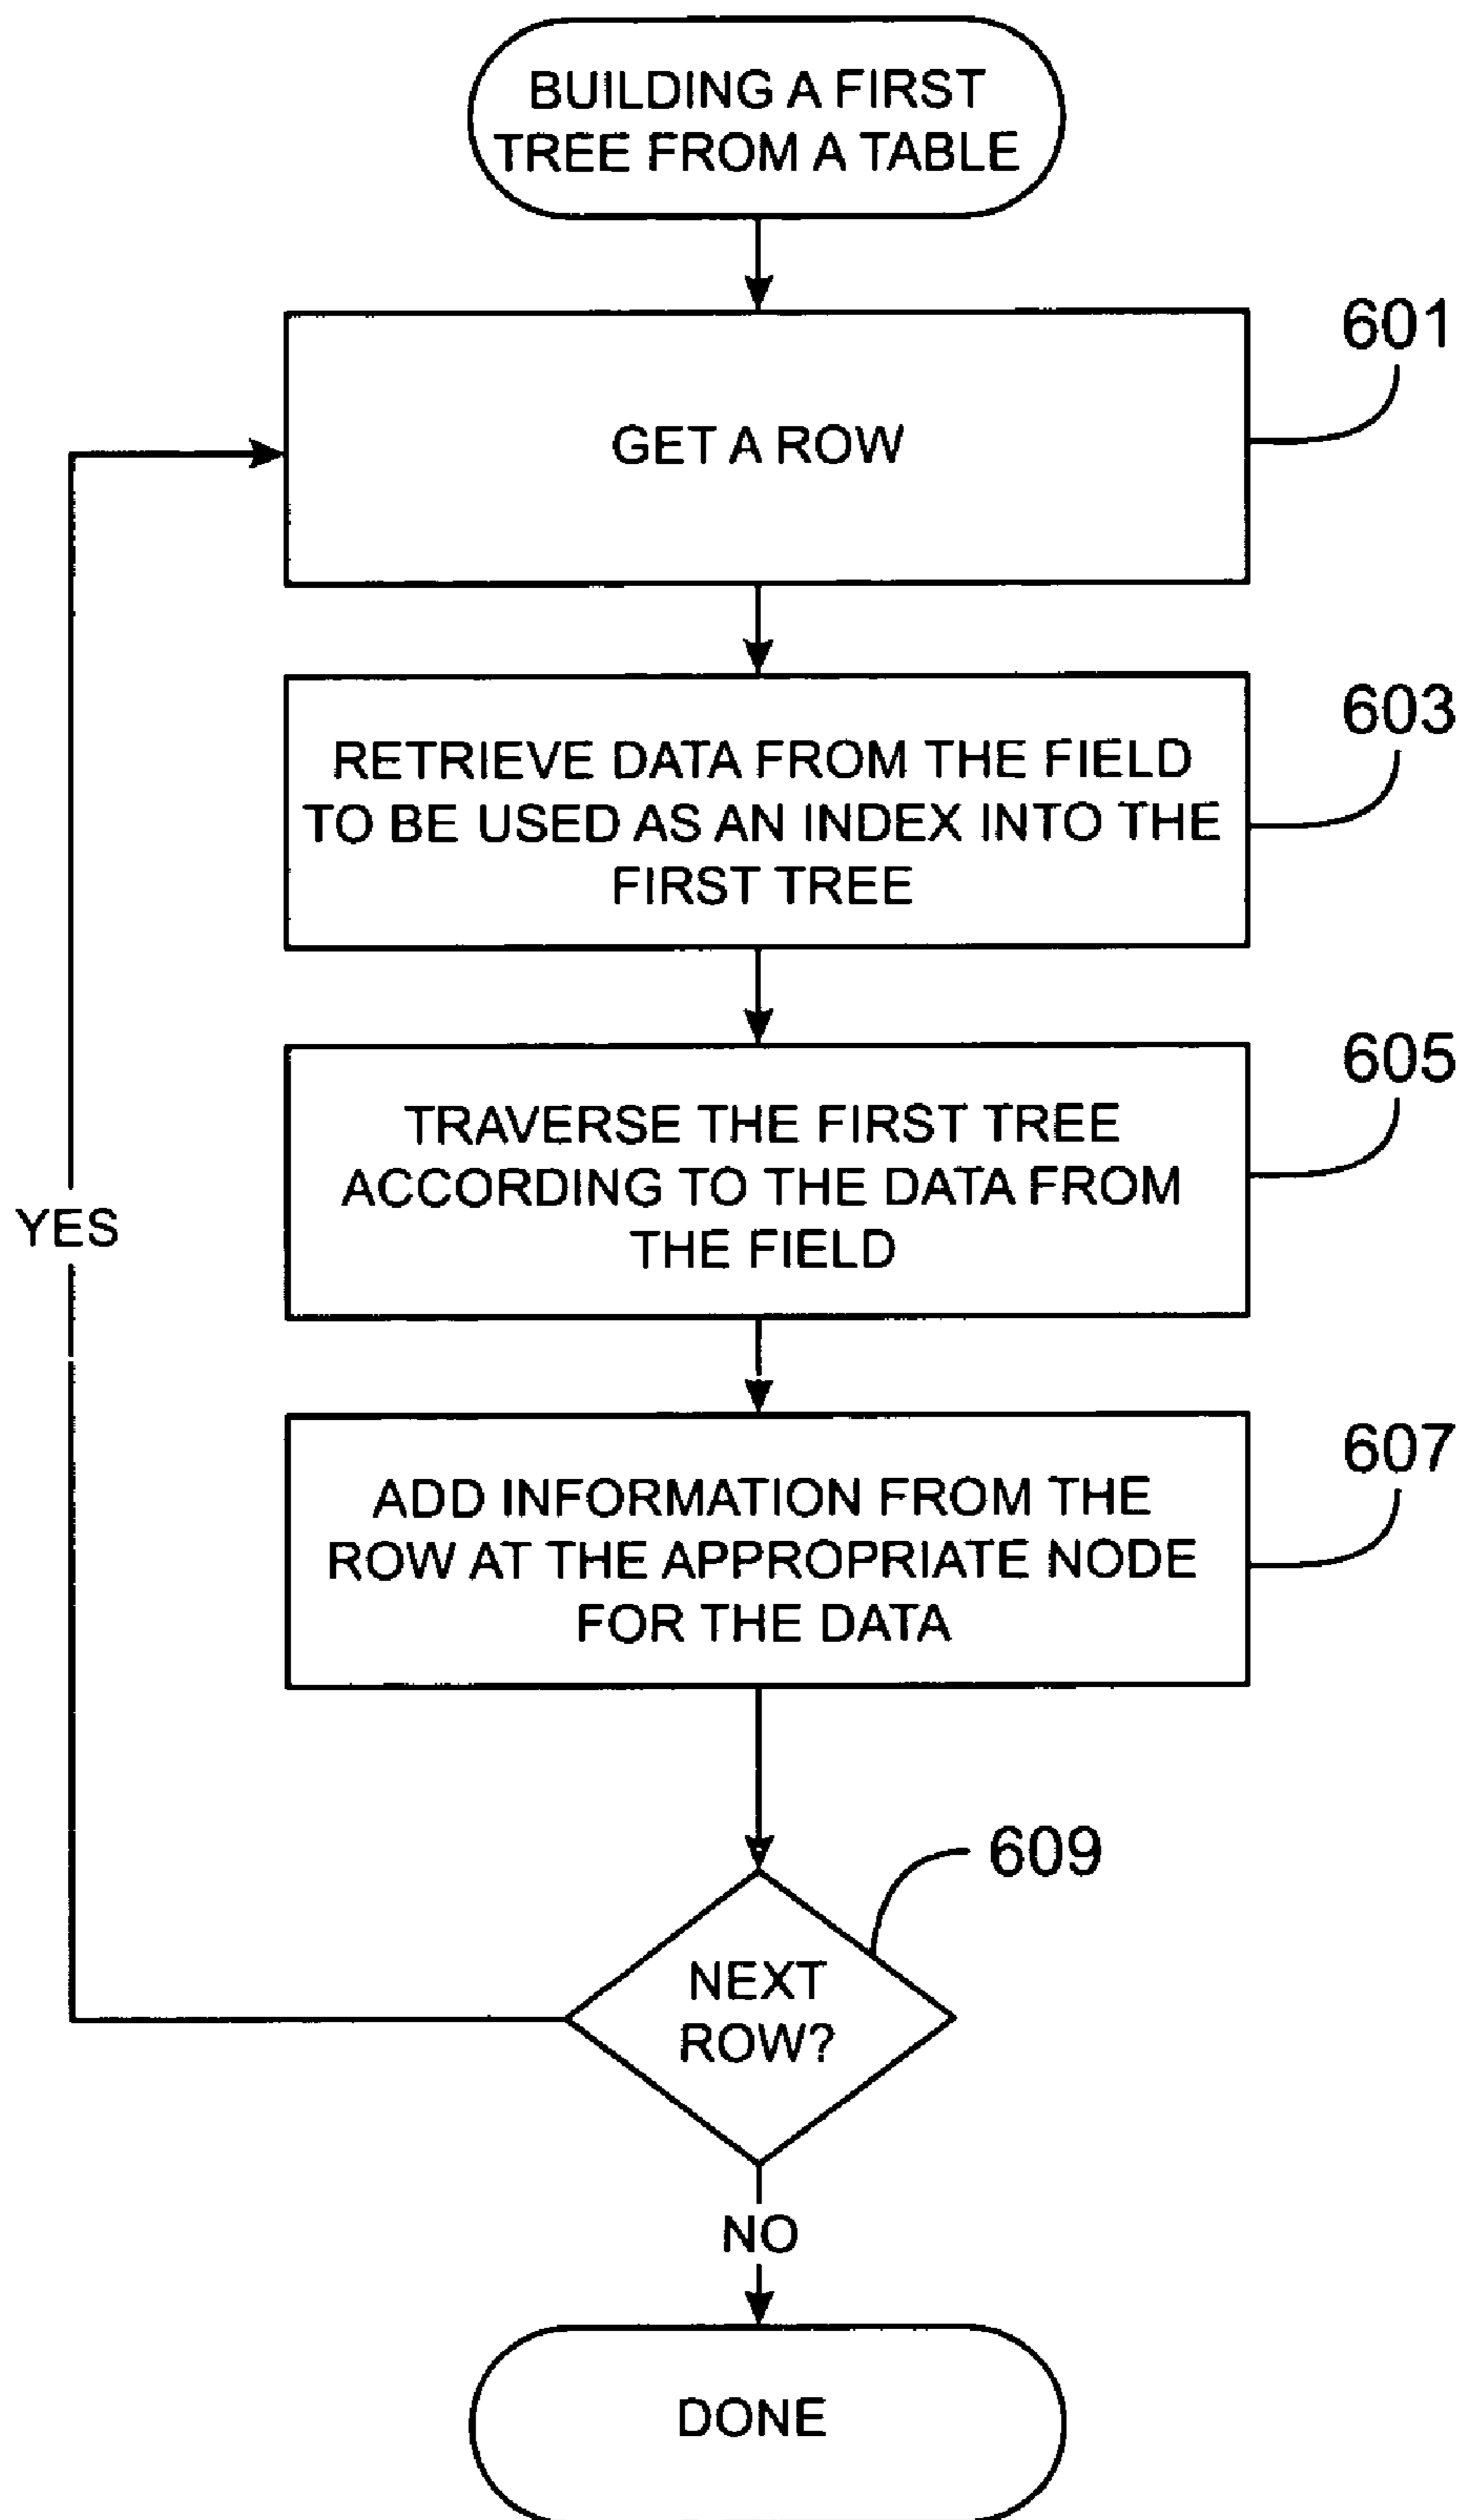 BUILDING A FIRST
TREE FROM A TABLE
601
GET A ROW
603
RETRIEVE DATA FROM THE FIELD
TO BE USED AS AN INDEX INTO THE
FIRST TREE
605
TRAVERSE THE FIRST TREE
ACCORDING TO THE DATA FROM
THE FIELD
YES
607
ADD INFORMATION FROM THE
ROW AT THE APPROPRIATE NODE
FOR THE DATA
609
NEXT
ROW?
NO
DONE